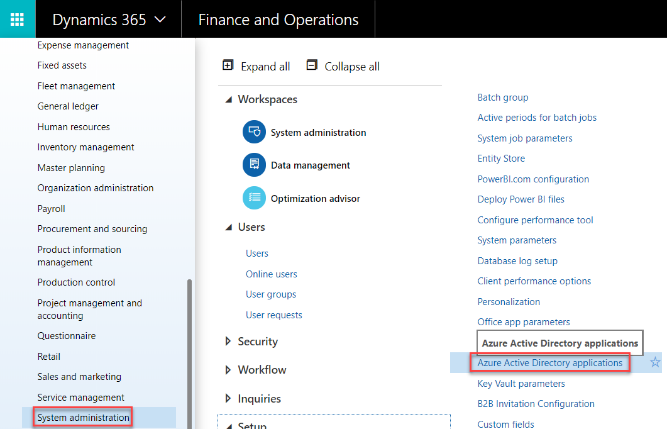 Dynamics 365
Finance and Operations
Expense management
Fixed assets
Fleet management
General ledger
Human resources
Inventory management
Master planning
Organization administration
Payroll
Procurement and sourcing
Product information
management
Production control
Project management and
accounting
Questionnaire
Retail
Sales and marketing
Service management
System administration
Expand all
Collapse all
Workspaces
System administration
Data management
Optimization advisor
Users
Users
Online users
User groups
User requests
Security
Workflow
Inquiries
Setup
Batch group
Active periods for batch jobs
System job parameters
Entity Store
PowerBI.com configuration
Deploy Power BI files
Configure performance tool
System parameters
Database log setup
Client performance options
Personalization
Office app parameters
Azure Active Directory applications
Azure Active Directory applications
Key Vault parameters
B2B Invitation Configuration
Custom fields